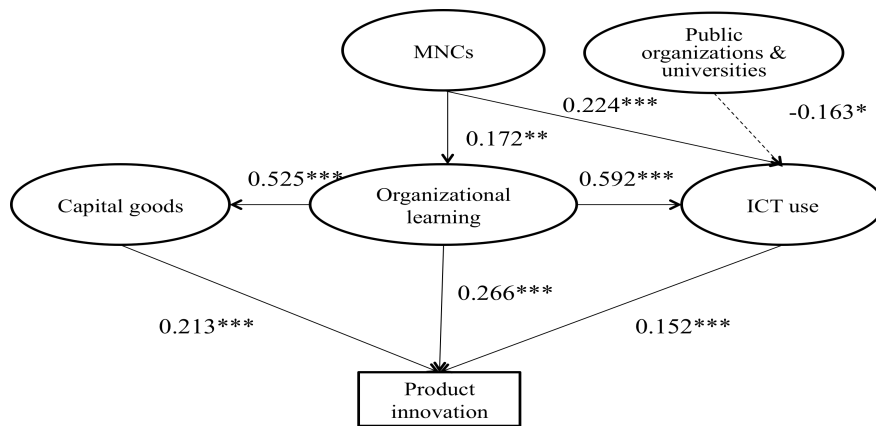 MNCs
Public
organizations &
universities
0.224***
-0.163*
0.172**
0.525***
0.592***
Capital goods
Organizational
learning
ICT use
0.266***
0.213***
0.152***
Product
innovation